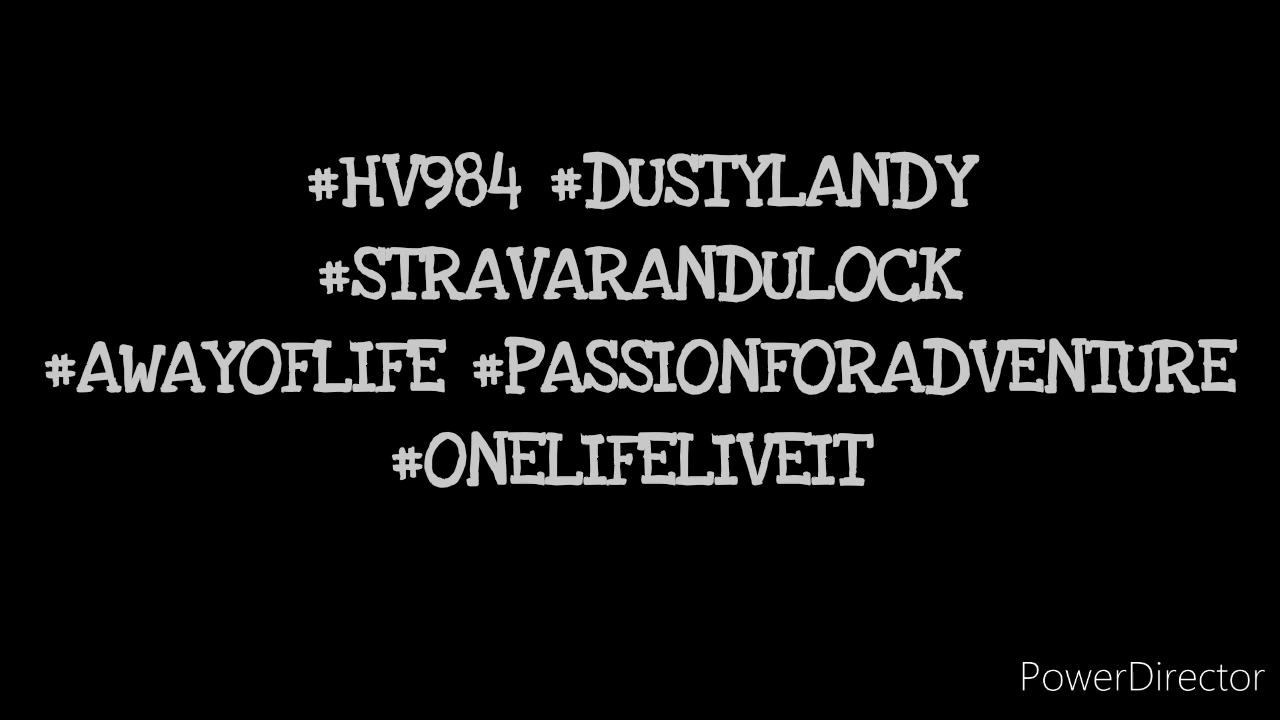 #HV984 #DUSTYLANDY
#STRAVARANDULOCK
#AWAYOFLIFE #PASSIONFORADVENTURE
#ONELIFELIVEIT
PowerDirector